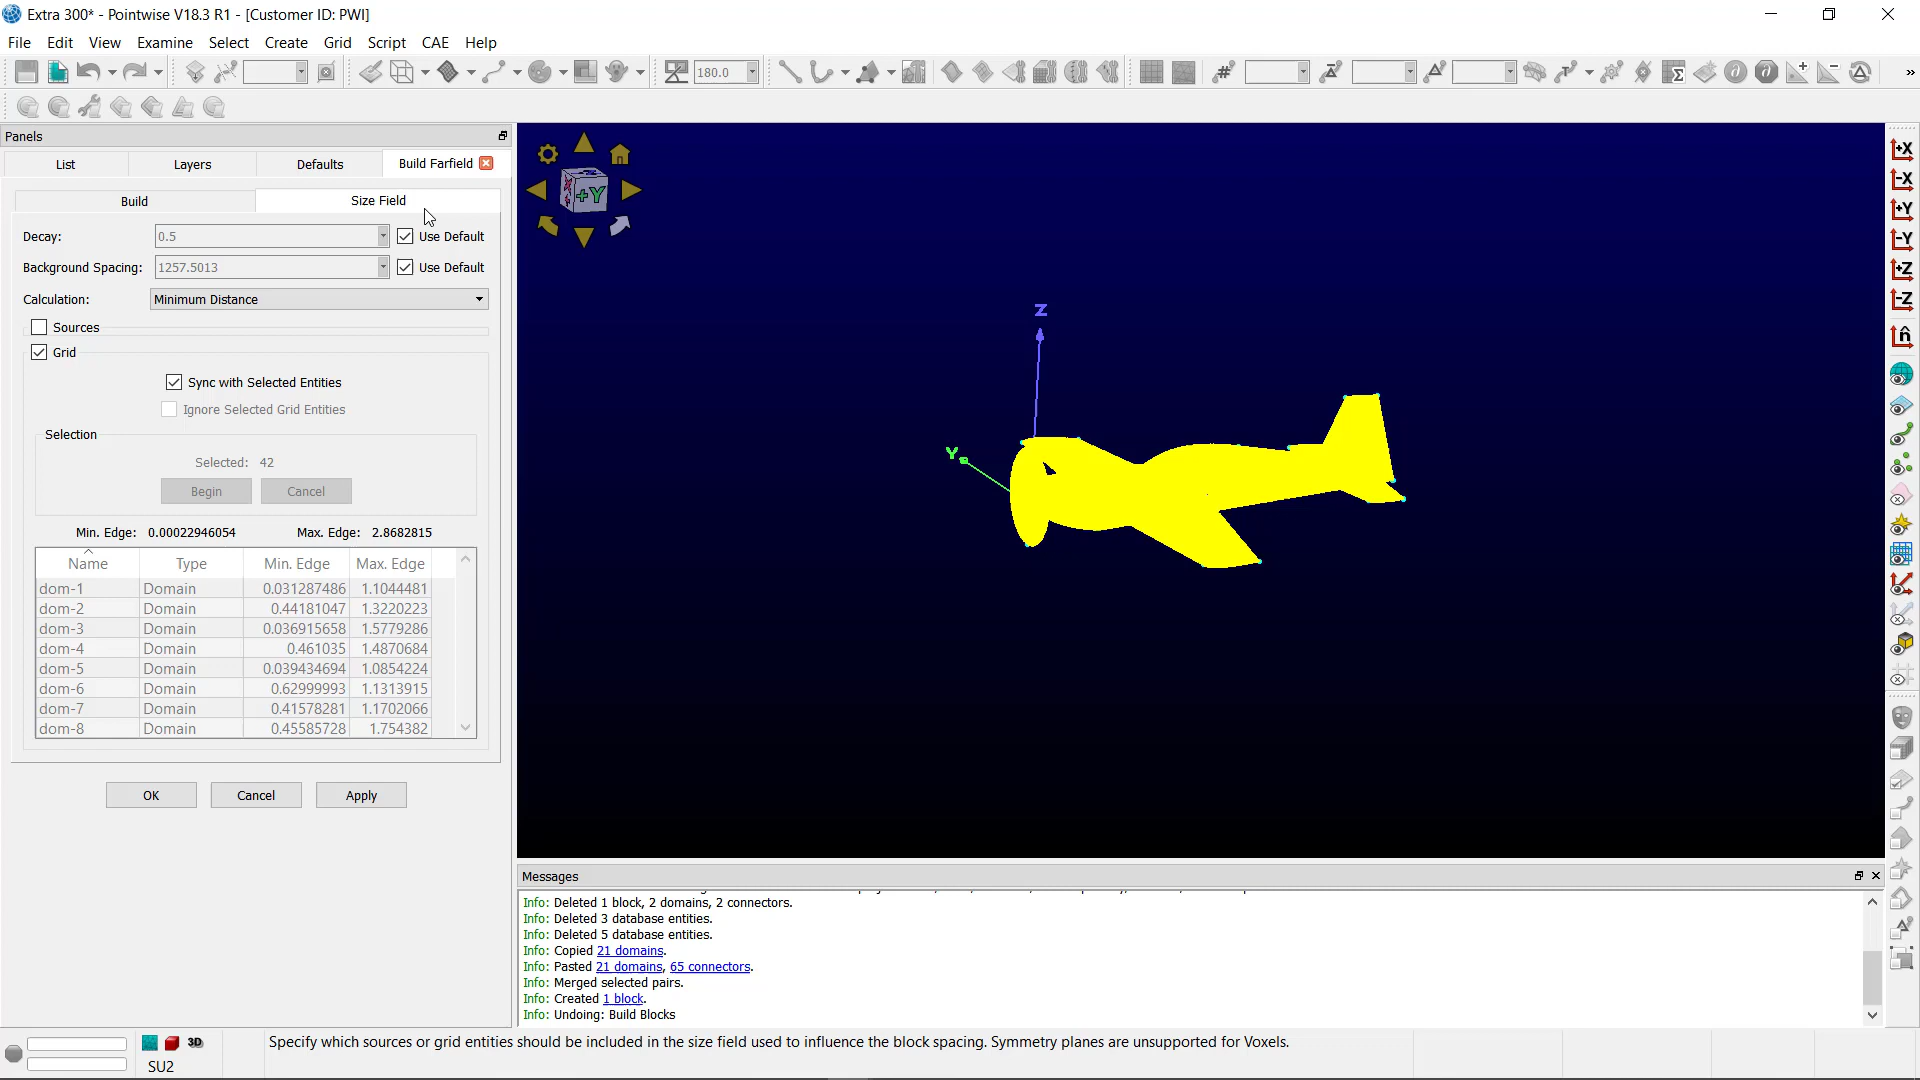 Extra 300* - Pointwise V18.3 R1 - [Customer ID: PWI]
File Edit View Examine Select Create Grid Script CAE Help
180.0
»
Panels
List Layers Defaults Build Farfield
Build Size Field
Decay: 0.5 Use Default
Background Spacing: 1257.5013 Use Default
Calculation: Minimum Distance
Sources
Grid
Sync with Selected Entities
Ignore Selected Grid Entities
Selection
Selected: 42
Begin Cancel
Min. Edge: 0.00022946054 Max. Edge: 2.8682815
Name Type Min. Edge Max. Edge
dom-1 Domain 0.031287486 1.1044481
dom-2 Domain 0.44181047 1.3220223
dom-3 Domain 0.036915658 1.5779286
dom-4 Domain 0.461035 1.4870684
dom-5 Domain 0.039434694 1.0854224
dom-6 Domain 0.62999993 1.1313915
dom-7 Domain 0.41578281 1.1702066
dom-8 Domain 0.45585728 1.754382
OK Cancel Apply
+Y
Z
Y
+X
-X
+Y
-Y
+Z
-Z
n̂
Messages
Info: Deleted 1 block, 2 domains, 2 connectors.
Info: Deleted 3 database entities.
Info: Deleted 5 database entities.
Info: Copied 21 domains.
Info: Pasted 21 domains, 65 connectors.
Info: Merged selected pairs.
Info: Created 1 block.
Info: Undoing: Build Blocks
3D
SU2
Specify which sources or grid entities should be included in the size field used to influence the block spacing. Symmetry planes are unsupported for Voxels.